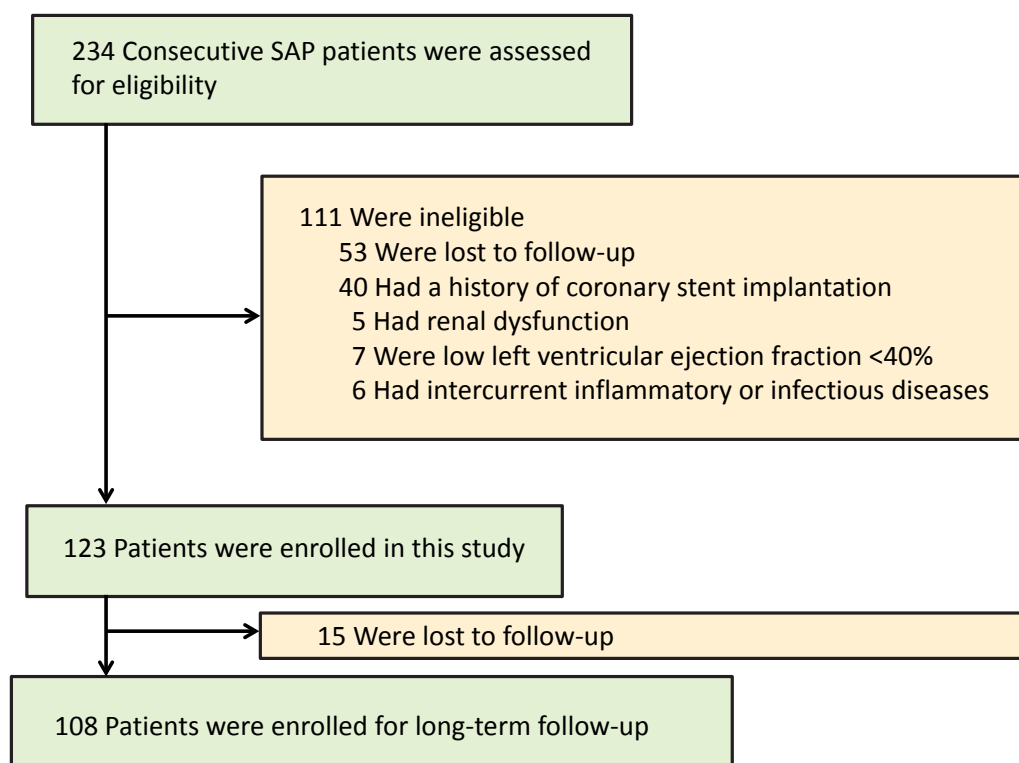 234 Consecutive SAP patients were assessed
for eligibility
111 Were ineligible
53 Were lost to follow-up
40 Had a history of coronary stent implantation
5 Had renal dysfunction
7 Were low left ventricular ejection fraction <40%
6 Had intercurrent inflammatory or infectious diseases
123 Patients were enrolled in this study
15 Were lost to follow-up
108 Patients were enrolled for long-term follow-up